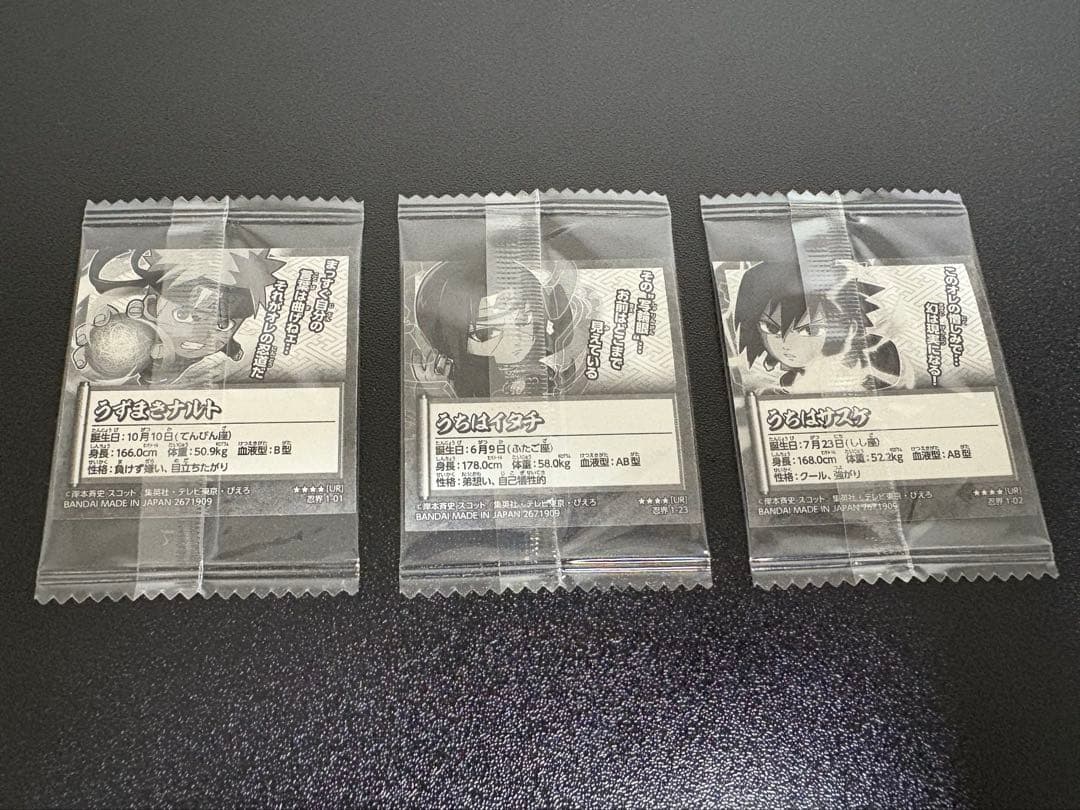 まっすぐ自分の
言葉は曲げねェ…
それがオレの忍道だ
うずまきナルト
誕生日:10月10日(てんびん座)
身長:166.0cm 体重:50.9kg 血液型:B型
性格:負けず嫌い、目立ちたがり
©岸本斉史 スコット/集英社・テレビ東京・ぴえろ
BANDAI MADE IN JAPAN 2671909
★★★★[UR]
忍界 1-01
その“写輪眼”…
お前はどこまで
見えている
うちはイタチ
誕生日:6月9日(ふたご座)
身長:178.0cm 体重:58.0kg 血液型:AB型
性格:弟想い、自己犠牲的
©岸本斉史 スコット/集英社・テレビ東京・ぴえろ
BANDAI MADE IN JAPAN 2671909
★★★★[UR]
忍界 1-23
このオレの憎しみで…
幻は現実になる!
うちはサスケ
誕生日:7月23日(しし座)
身長:168.0cm 体重:52.2kg 血液型:AB型
性格:クール、強がり
©岸本斉史 スコット/集英社・テレビ東京・ぴえろ
BANDAI MADE IN JAPAN 2671909
★★★★[UR]
忍界 1-02